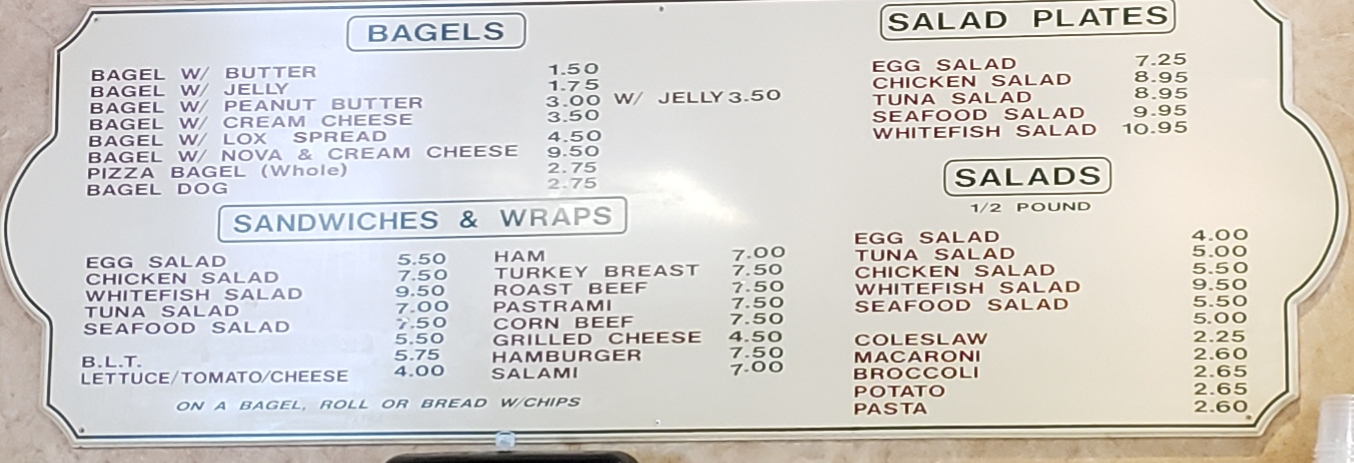 BAGELS
BAGEL W/ BUTTER 1.50
BAGEL W/ JELLY 1.75
BAGEL W/ PEANUT BUTTER 3.00 W/ JELLY 3.50
BAGEL W/ CREAM CHEESE 3.50
BAGEL W/ LOX SPREAD 4.50
BAGEL W/ NOVA & CREAM CHEESE 9.50
PIZZA BAGEL (Whole) 2.75
BAGEL DOG 2.75
SANDWICHES & WRAPS
EGG SALAD 5.50
CHICKEN SALAD 7.50
WHITEFISH SALAD 9.50
TUNA SALAD 7.00
SEAFOOD SALAD 7.50
5.50
B.L.T. 5.75
LETTUCE/TOMATO/CHEESE 4.00
HAM 7.00
TURKEY BREAST 7.50
ROAST BEEF 7.50
PASTRAMI 7.50
CORN BEEF 7.50
GRILLED CHEESE 4.50
HAMBURGER 7.50
SALAMI 7.00
ON A BAGEL, ROLL OR BREAD W/CHIPS
SALAD PLATES
EGG SALAD 7.25
CHICKEN SALAD 8.95
TUNA SALAD 8.95
SEAFOOD SALAD 9.95
WHITEFISH SALAD 10.95
SALADS
1/2 POUND
EGG SALAD 4.00
TUNA SALAD 5.00
CHICKEN SALAD 5.50
WHITEFISH SALAD 9.50
SEAFOOD SALAD 5.50
5.00
COLESLAW 2.25
MACARONI 2.60
BROCCOLI 2.65
POTATO 2.65
PASTA 2.60